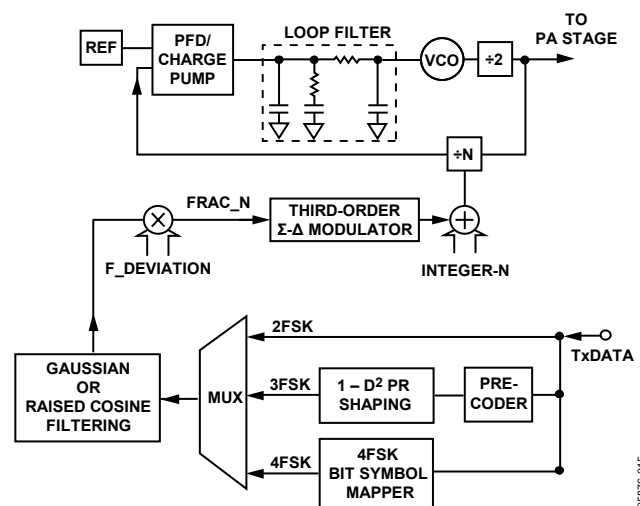 TO
PA STAGE
REF
PFD/
CHARGE
PUMP
LOOP FILTER
VCO
÷2
÷N
FRAC_N
THIRD-ORDER
Σ-Δ MODULATOR
F_DEVIATION
INTEGER-N
2FSK
TxDATA
GAUSSIAN
OR
RAISED COSINE
FILTERING
MUX
3FSK
1 – D² PR
SHAPING
PRE-
CODER
4FSK
4FSK
BIT SYMBOL
MAPPER